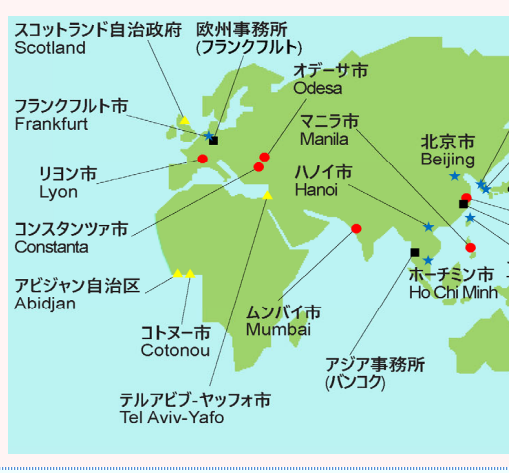 スコットランド自治政府
Scotland
欧州事務所
(フランクフルト)
オデーサ市
Odesa
フランクフルト市
Frankfurt
マニラ市
Manila
北京市
Beijing
リヨン市
Lyon
ハノイ市
Hanoi
コンスタンツァ市
Constanta
アビジャン自治区
Abidjan
ホーチミン市
Ho Chi Minh
ムンバイ市
Mumbai
コトヌー市
Cotonou
アジア事務所
(バンコク)
テルアビブ-ヤッフォ市
Tel Aviv-Yafo